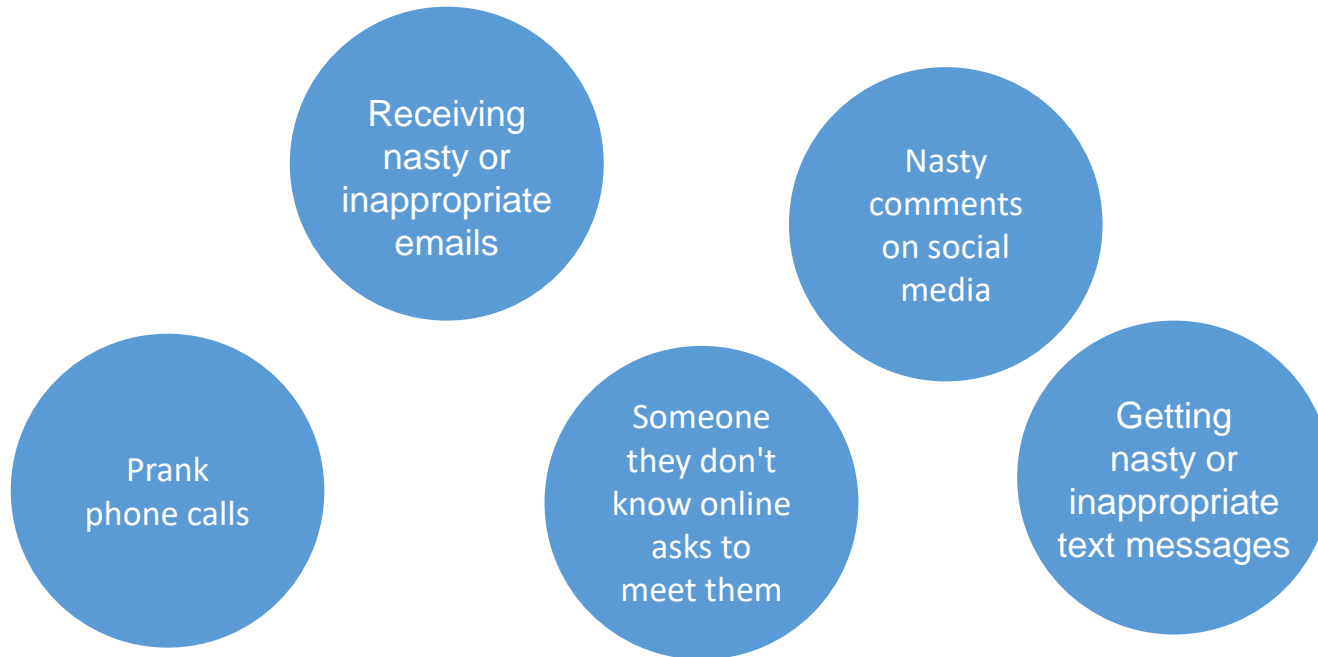 Receiving
nasty or
inappropriate
emails
Nasty
comments
on social
media
Prank
phone calls
Someone
they don't
know online
asks to
meet them
Getting
nasty or
inappropriate
text messages